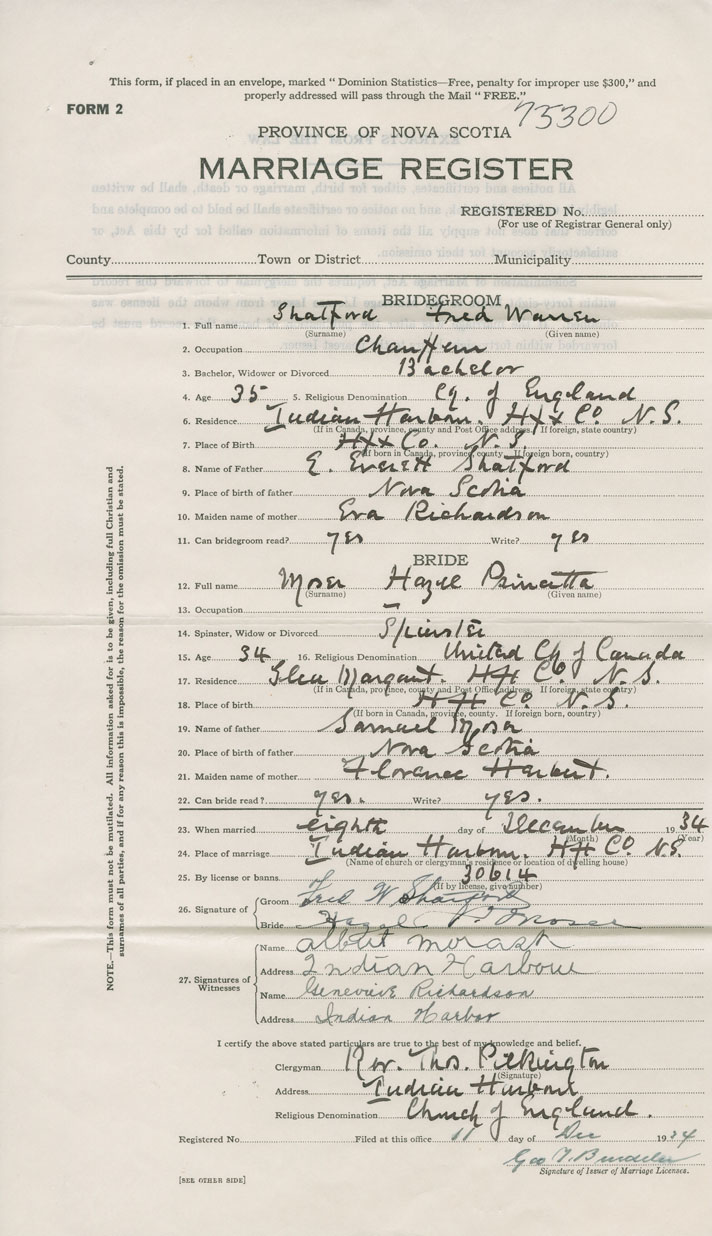 This form, if placed in an envelope, marked " Dominion Statistics—Free, penalty for improper use $300," and
properly addressed will pass through the Mail " FREE."
FORM 2
75300
PROVINCE OF NOVA SCOTIA
MARRIAGE REGISTER
REGISTERED No.
(For use of Registrar General only)
County Town or District Municipality
BRIDEGROOM
1. Full name Shatford Fred Warren
(Surname) (Given name)
2. Occupation
3. Bachelor, Widower or Divorced Bachelor
4. Age 35 5. Religious Denomination Ch. of England
6. Residence Indian Harbour. Hfx Co. N.S.
(If in Canada, province, county and Post Office address. If foreign, state country)
7. Place of Birth Hfx Co. N.S.
(If born in Canada, province, county. If foreign born, country)
8. Name of Father E. Everett Shatford
9. Place of birth of father Nova Scotia
10. Maiden name of mother Eva Richardson
11. Can bridegroom read? yes Write? yes
BRIDE
12. Full name Moser Hazel
(Surname) (Given name)
13. Occupation —
14. Spinster, Widow or Divorced Spinster
15. Age 34 16. Religious Denomination United Ch of Canada
17. Residence Glen Margaret. Hfx Co. N.S.
(If in Canada, province, county and Post Office address. If foreign, state country)
18. Place of birth Hfx Co. N.S.
(If born in Canada, province, county. If foreign born, country)
19. Name of father Samuel Moser
20. Place of birth of father Nova Scotia
21. Maiden name of mother Florence
22. Can bride read? yes. Write? yes.
23. When married eighth day of December 1934
(Month) (Year)
24. Place of marriage Indian Harbour. Hfx Co. N.S.
(Name of church or clergyman's residence or location of dwelling house)
25. By license or banns 30614
(If by license, give number)
26. Signature of Groom Fred W Shatford
Bride Hazel P Moser
27. Signatures of Witnesses
Name Albert Morash
Address Indian Harbour
Name Genevieve Richardson
Address Indian Harbor
I certify the above stated particulars are true to the best of my knowledge and belief.
Clergyman Rev. Thos. Pilkington
(Signature)
Address Indian Harbour
Religious Denomination Church of England.
Registered No. Filed at this office 11 day of Dec 1934
Geo
Signature of Issuer of Marriage Licenses.
[SEE OTHER SIDE]
NOTE.—This form must not be mutilated. All information asked for is to be given, including full Christian and
surnames of all parties, and if for any reason this is impossible, the reason for the omission must be stated.